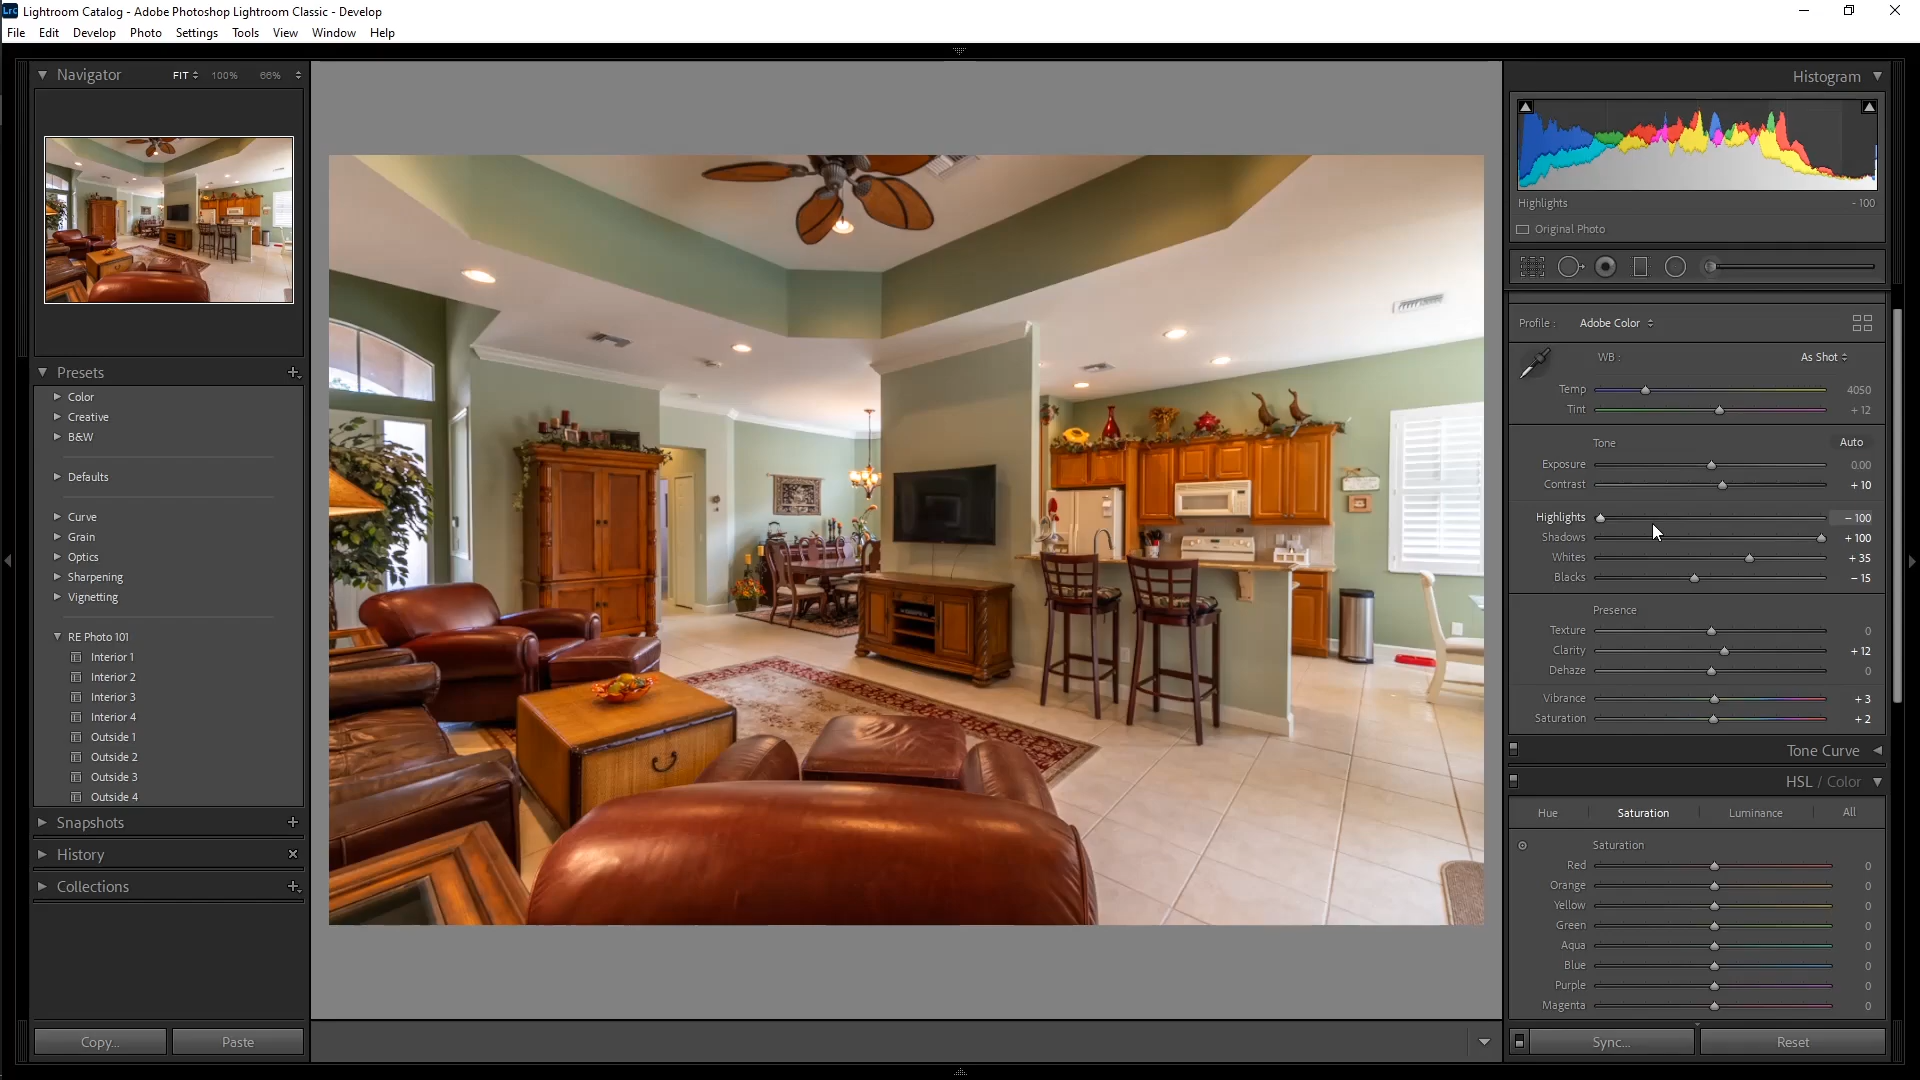 Lrc Lightroom Catalog - Adobe Photoshop Lightroom Classic - Develop
File Edit Develop Photo Settings Tools View Window Help
Navigator FIT 100% 66%
Presets
Color
Creative
B&W
Defaults
Curve
Grain
Optics
Sharpening
Vignetting
RE Photo 101
Interior 1
Interior 2
Interior 3
Interior 4
Outside 1
Outside 2
Outside 3
Outside 4
Snapshots
History
Collections
Copy... Paste
Histogram
Highlights - 100
Original Photo
Profile : Adobe Color
WB : As Shot
Temp 4050
Tint + 12
Tone Auto
Exposure 0.00
Contrast + 10
Highlights - 100
Shadows + 100
Whites + 35
Blacks - 15
Presence
Texture 0
Clarity + 12
Dehaze 0
Vibrance + 3
Saturation + 2
Tone Curve
HSL / Color
Hue Saturation Luminance All
Saturation
Red 0
Orange 0
Yellow 0
Green 0
Aqua 0
Blue 0
Purple 0
Magenta 0
Sync... Reset